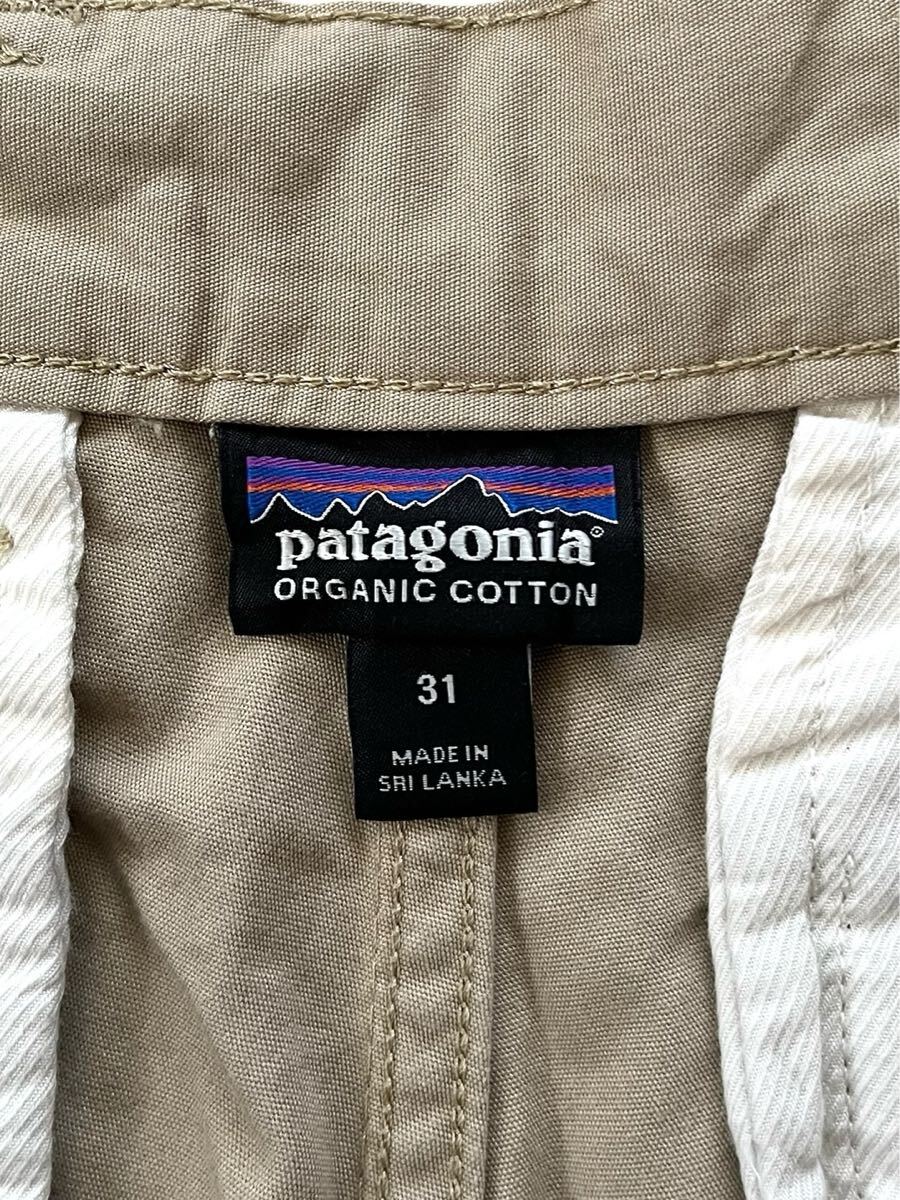 patagonia®
ORGANIC COTTON
31
MADE IN
SRI LANKA